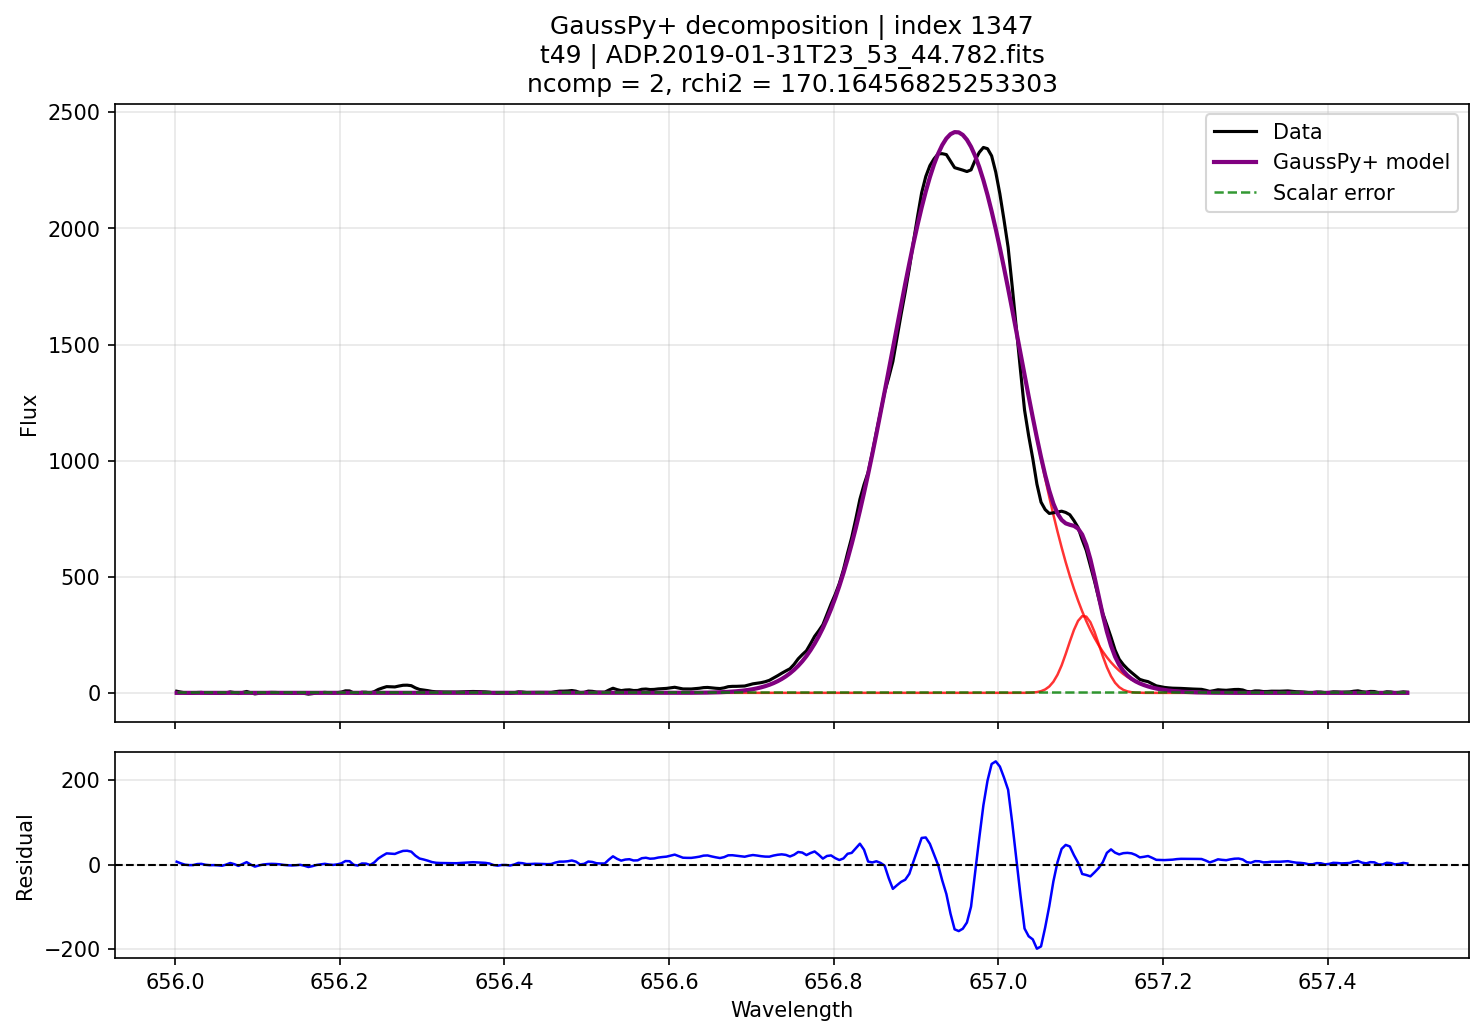 GaussPy+ decomposition | index 1347
t49 | ADP.2019-01-31T23_53_44.782.fits
ncomp = 2, rchi2 = 170.16456825253303
2500
2000
1500
1000
500
0
Flux
Data
GaussPy+ model
Scalar error
200
0
−200
Residual
656.0
656.2
656.4
656.6
656.8
657.0
657.2
657.4
Wavelength